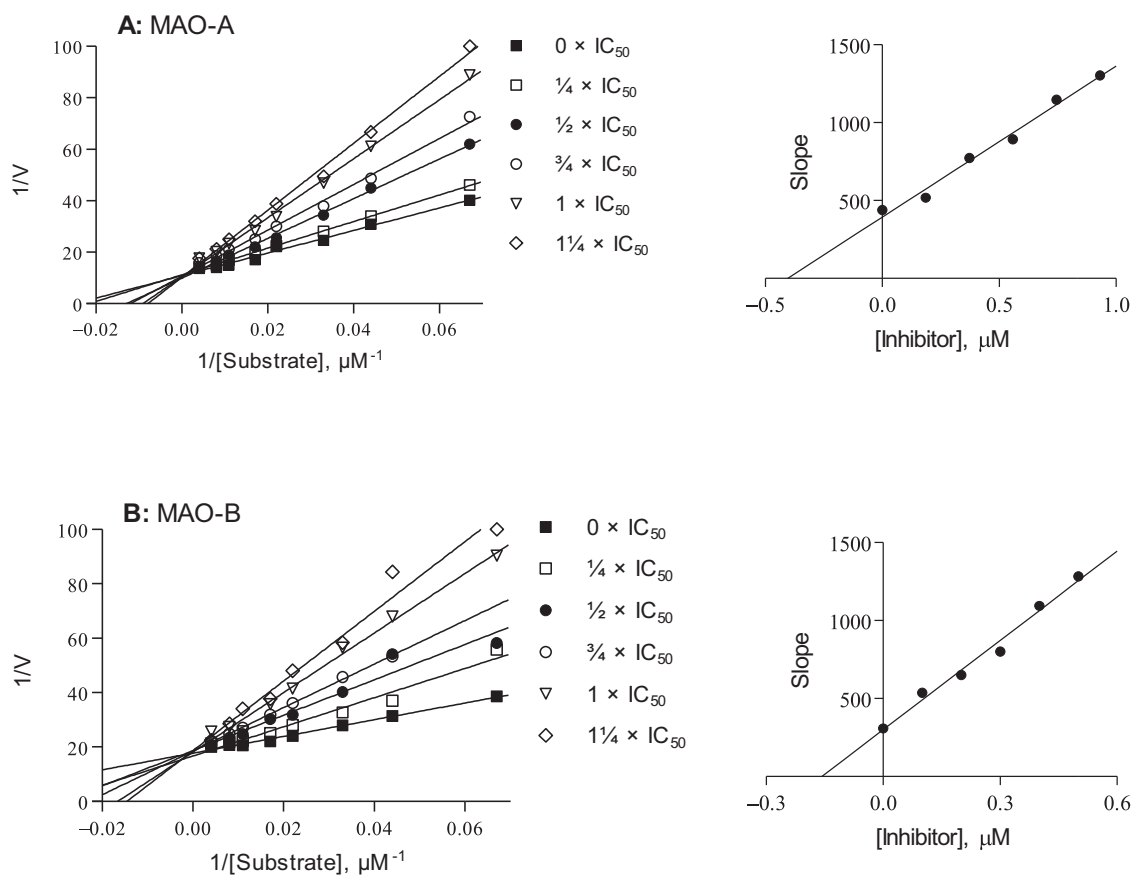 A: MAO-A
100
80
60
40
20
0
−0.02
0.00
0.02
0.04
0.06
1/V
1/[Substrate], µM-1
0 × IC50
¼ × IC50
½ × IC50
¾ × IC50
1 × IC50
1¼ × IC50
1500
1000
500
−0.5
0.0
0.5
1.0
Slope
[Inhibitor], μM
B: MAO-B
100
80
60
40
20
0
−0.02
0.00
0.02
0.04
0.06
1/V
1/[Substrate], µM-1
0 × IC50
¼ × IC50
½ × IC50
¾ × IC50
1 × IC50
1¼ × IC50
1500
1000
500
−0.3
0.0
0.3
0.6
Slope
[Inhibitor], μM